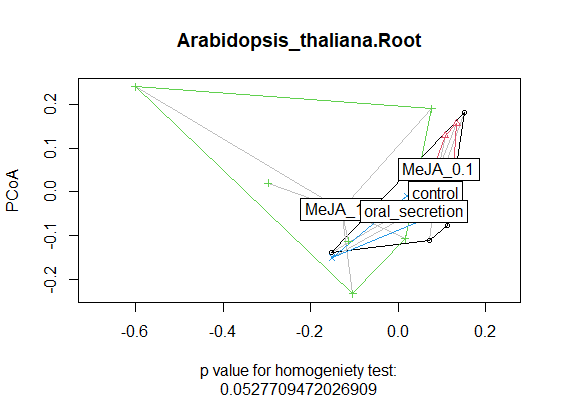 Arabidopsis_thaliana.Root
PCoA
0.2
0.1
0.0
-0.1
-0.2
MeJA_0.1
control
MeJA_
oral_secretion
-0.6
-0.4
-0.2
0.0
0.2
p value for homogeniety test:
0.0527709472026909